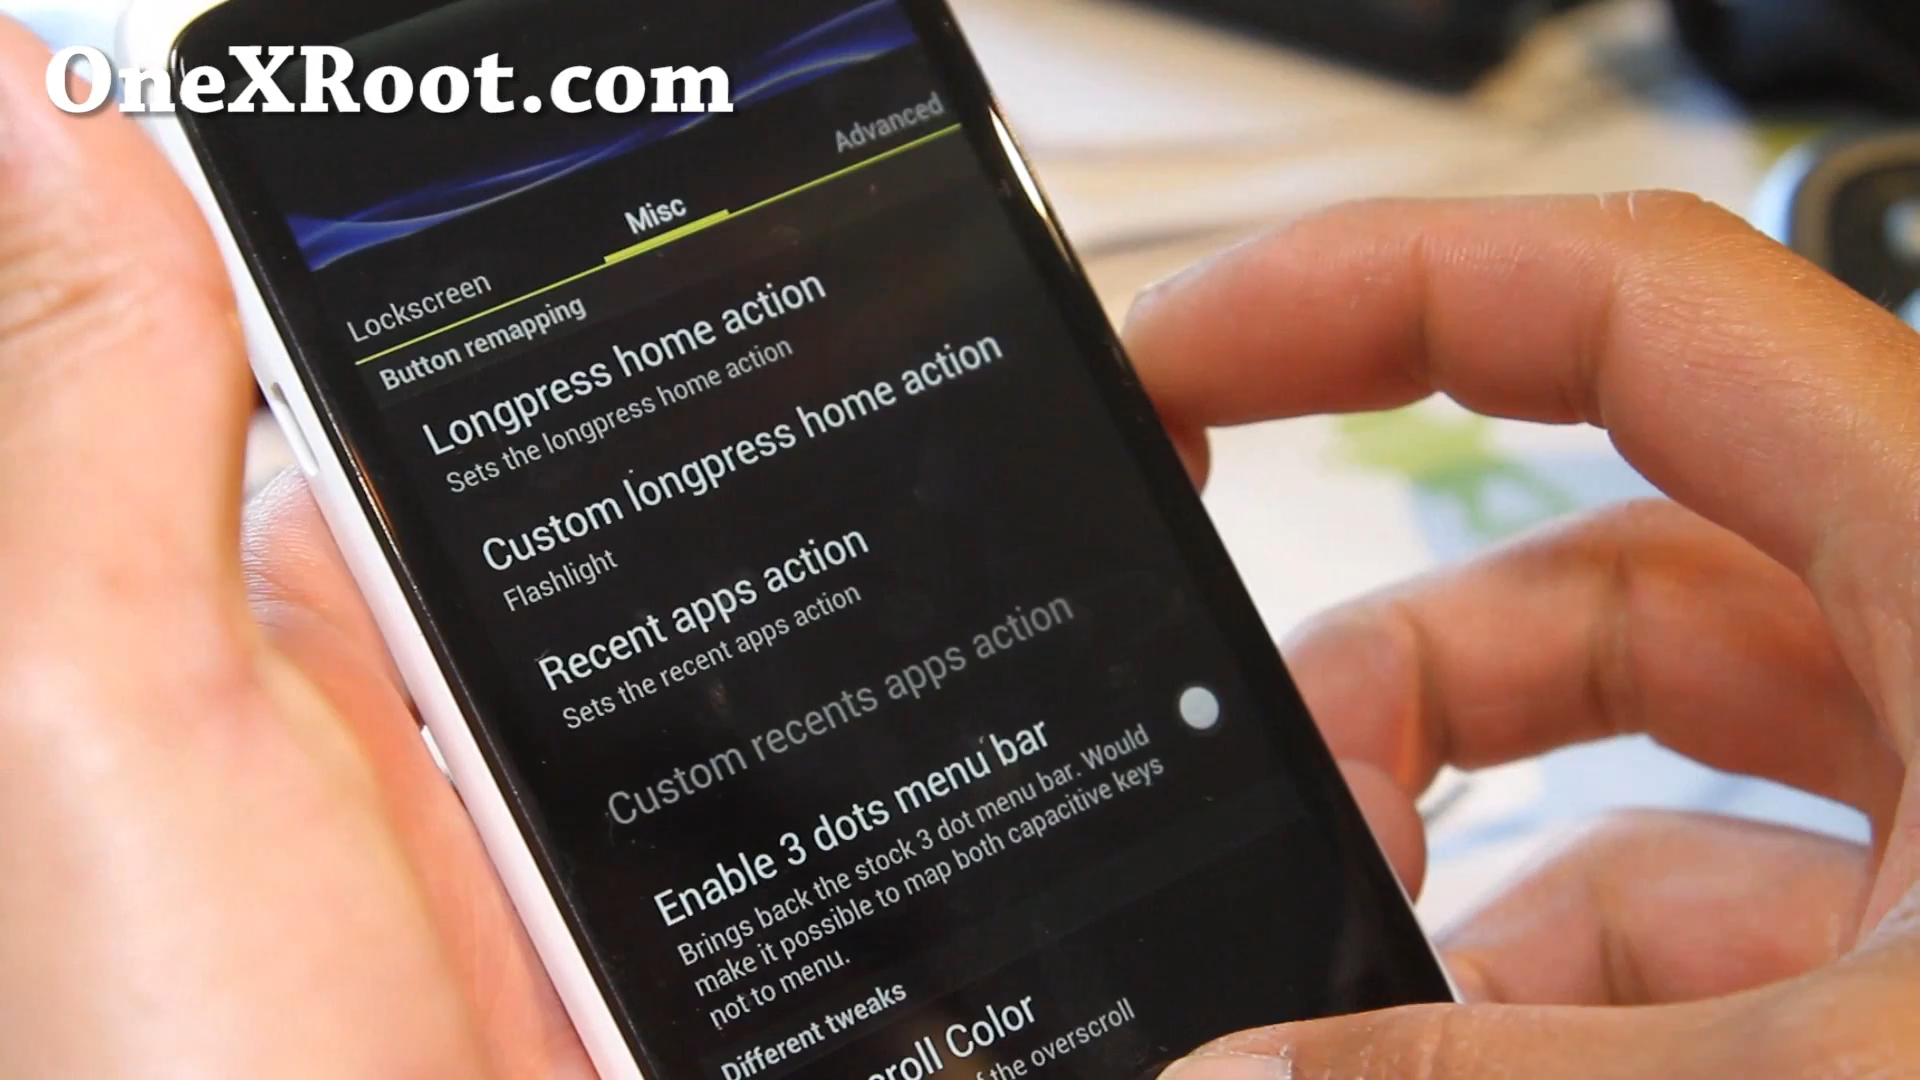 OneXRoot.com
Advanced
Misc
Lockscreen
Button remapping
Longpress home action
Sets the longpress home action
Custom longpress home action
Flashlight
Recent apps action
Sets the recent apps action
Custom recents apps action
Enable 3 dots menu bar
Brings back the stock 3 dot menu bar. Would
make it possible to map both capacitive keys
not to menu.
Different tweaks
Color
the overscroll